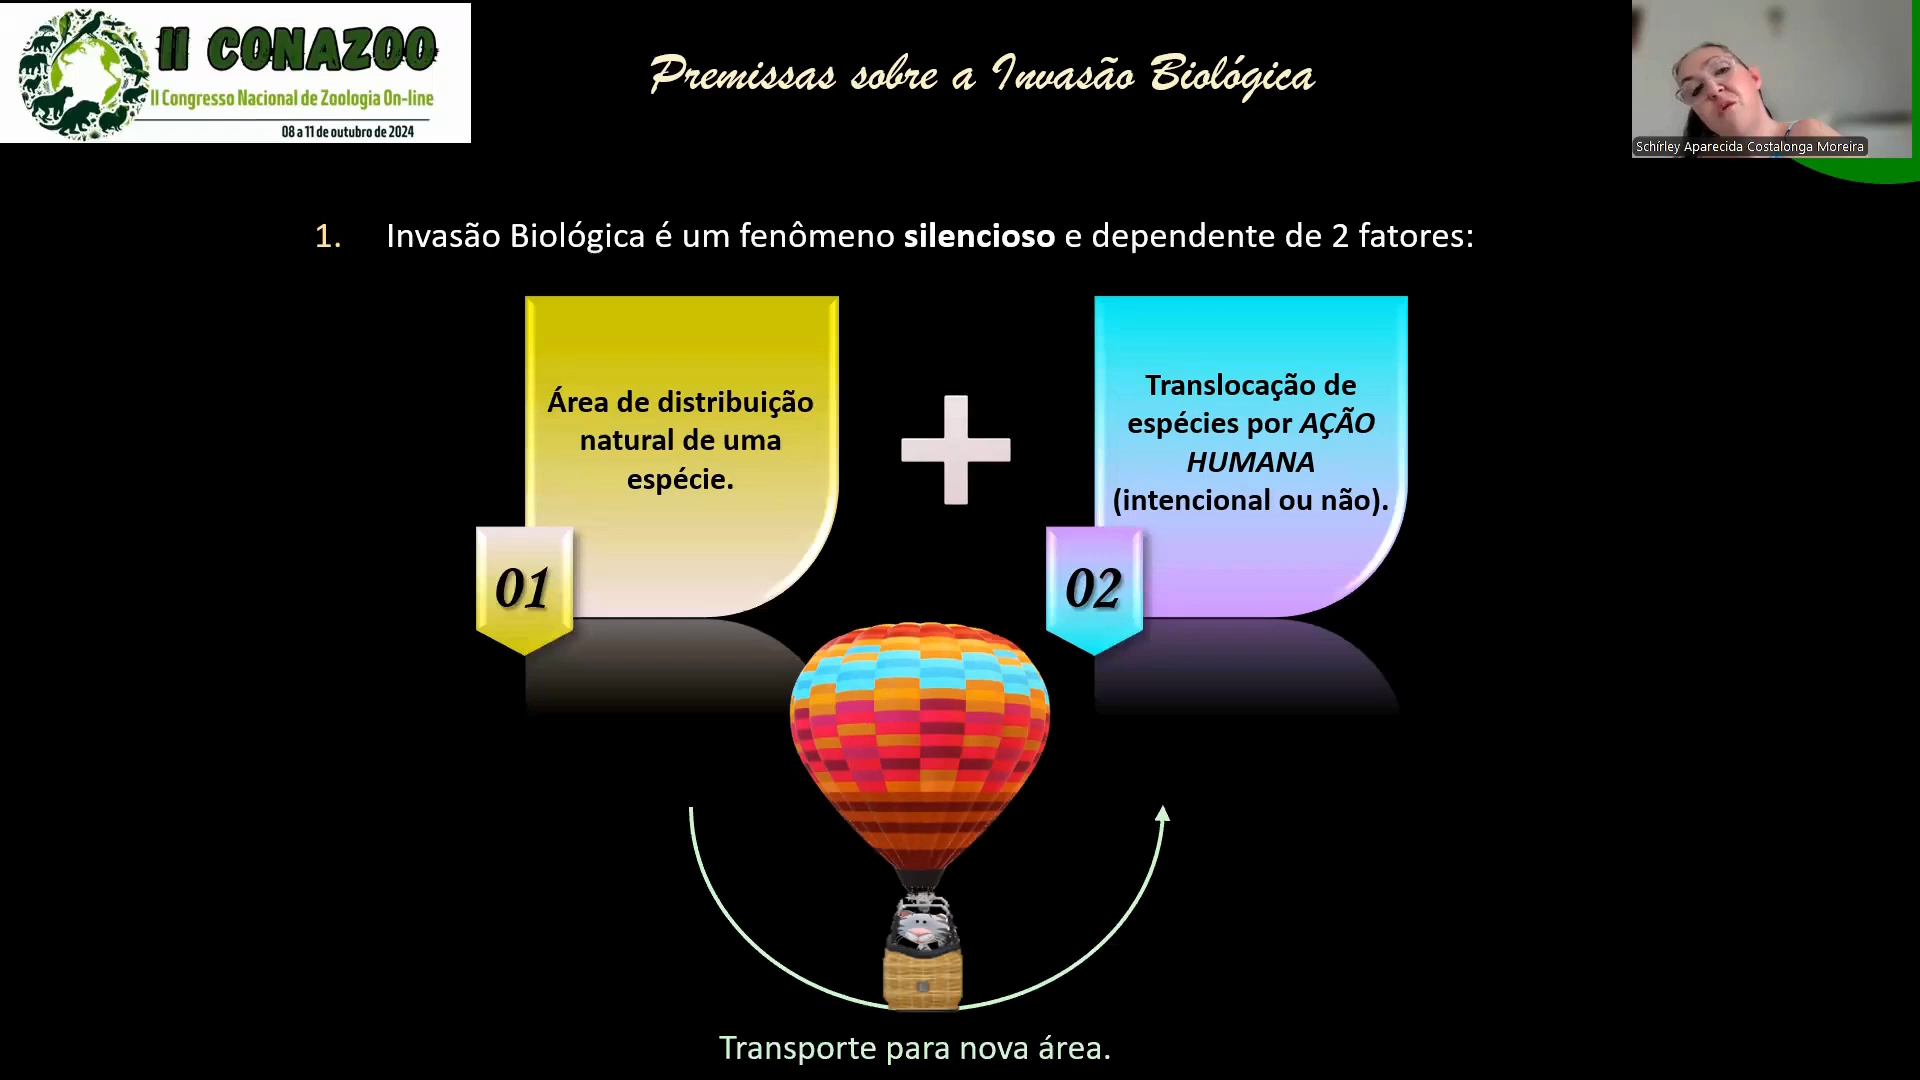 II CONAZOO
II Congresso Nacional de Zoologia On-line
08 a 11 de outubro de 2024
Premissas sobre a Invasão Biológica
Schírley Aparecida Costalonga Moreira
1. Invasão Biológica é um fenômeno silencioso e dependente de 2 fatores:
Área de distribuição
natural de uma
espécie.
01
Translocação de
espécies por AÇÃO
HUMANA
(intencional ou não).
02
Transporte para nova área.